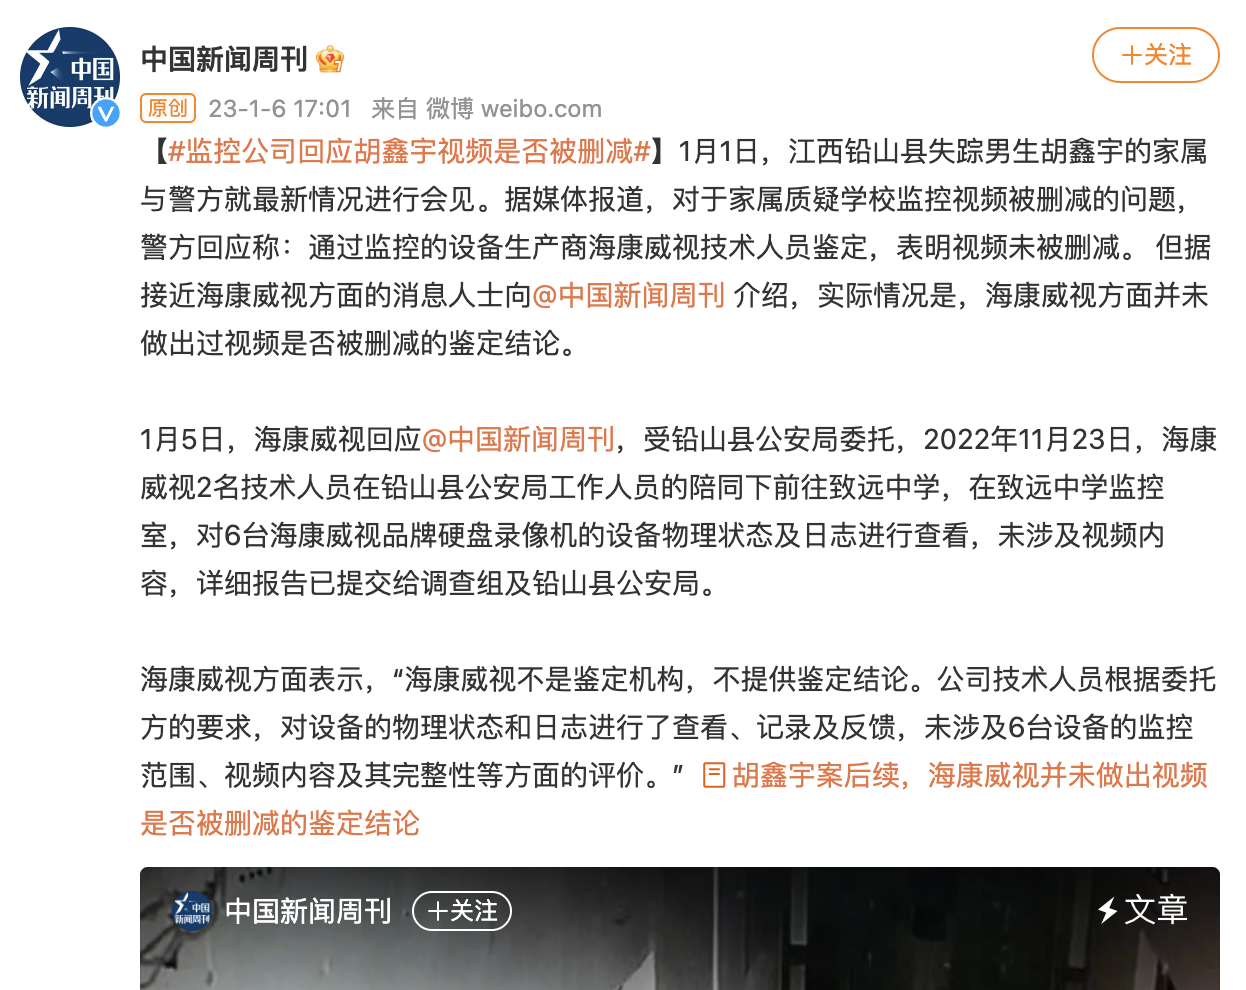 中国
新闻周刊
中国新闻周刊
+关注
原创 23-1-6 17:01 来自 微博 weibo.com
【#监控公司回应胡鑫宇视频是否被删减#】1月1日，江西铅山县失踪男生胡鑫宇的家属
与警方就最新情况进行会见。据媒体报道，对于家属质疑学校监控视频被删减的问题，
警方回应称：通过监控的设备生产商海康威视技术人员鉴定，表明视频未被删减。 但据
接近海康威视方面的消息人士向@中国新闻周刊 介绍，实际情况是，海康威视方面并未
做出过视频是否被删减的鉴定结论。
1月5日，海康威视回应@中国新闻周刊，受铅山县公安局委托，2022年11月23日，海康
威视2名技术人员在铅山县公安局工作人员的陪同下前往致远中学，在致远中学监控
室，对6台海康威视品牌硬盘录像机的设备物理状态及日志进行查看，未涉及视频内
容，详细报告已提交给调查组及铅山县公安局。
海康威视方面表示，“海康威视不是鉴定机构，不提供鉴定结论。公司技术人员根据委托
方的要求，对设备的物理状态和日志进行了查看、记录及反馈，未涉及6台设备的监控
范围、视频内容及其完整性等方面的评价。” 胡鑫宇案后续，海康威视并未做出视频
是否被删减的鉴定结论
中国
新闻周刊
中国新闻周刊 +关注
文章